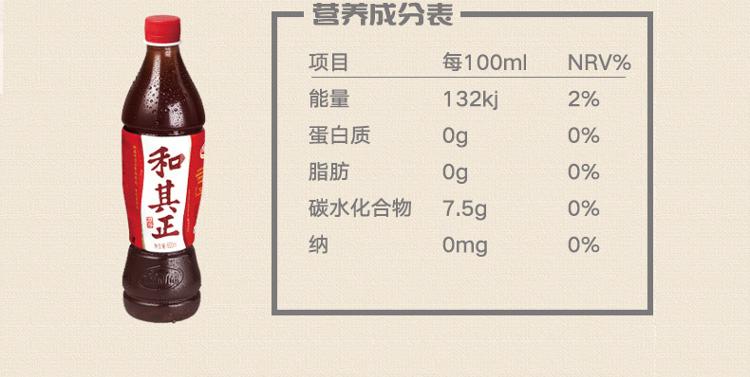 营养成分表
项目 每100ml NRV%
能量 132kj 2%
蛋白质 0g 0%
脂肪 0g 0%
碳水化合物 7.5g 0%
纳 0mg 0%
和其正